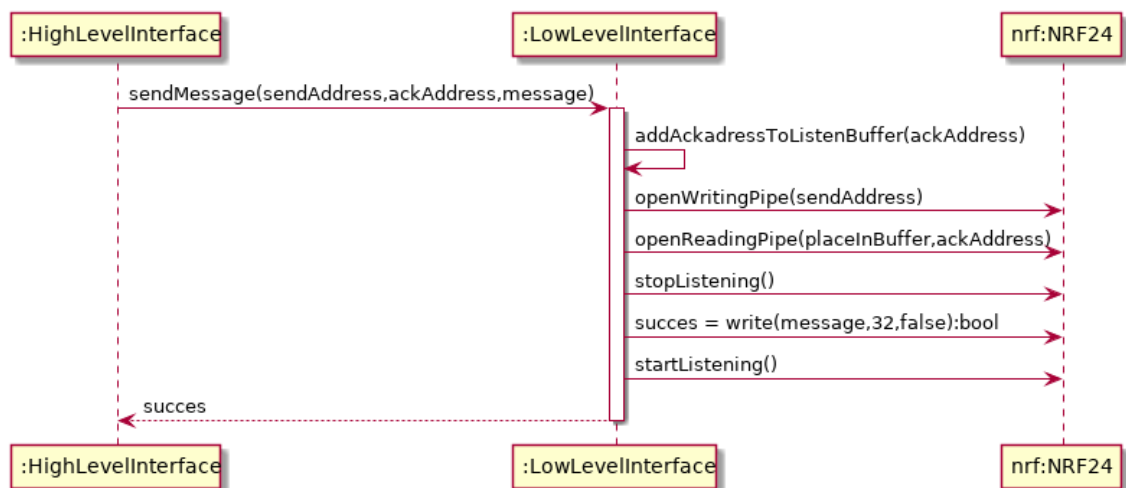 :HighLevelInterface :LowLevelInterface nrf:NRF24
sendMessage(sendAddress,ackAddress,message)
addAckadressToListenBuffer(ackAddress)
openWritingPipe(sendAddress)
openReadingPipe(placeInBuffer,ackAddress)
stopListening()
succes = write(message,32,false):bool
startListening()
succes
:HighLevelInterface :LowLevelInterface nrf:NRF24